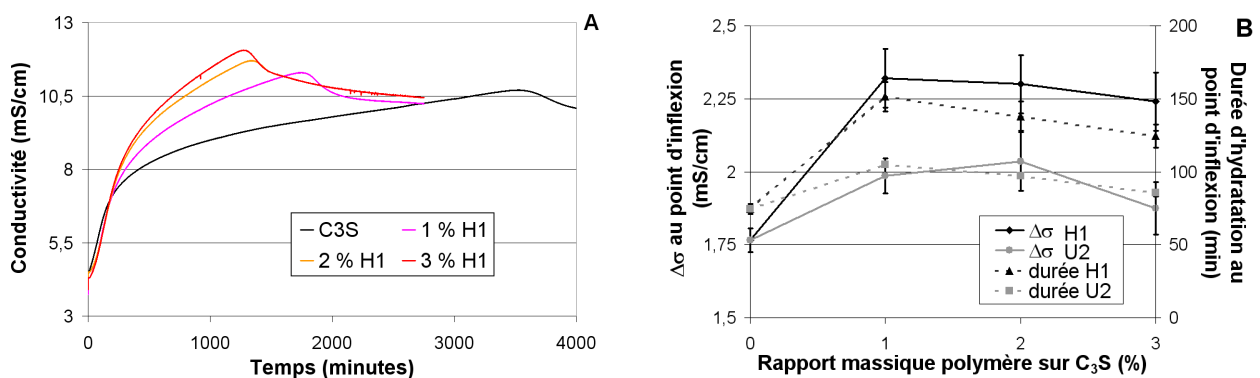 A
Conductivité (mS/cm)
13
10,5
8
5,5
3
0
1000
2000
3000
4000
Temps (minutes)
C3S
1 % H1
2 % H1
3 % H1
B
Δσ au point d'inflexion
(mS/cm)
2,5
2,25
2
1,75
1,5
0
1
2
3
Rapport massique polymère sur C₃S (%)
200
150
100
50
0
Durée d'hydratation au
point d'inflexion (min)
Δσ H1
Δσ U2
durée H1
durée U2